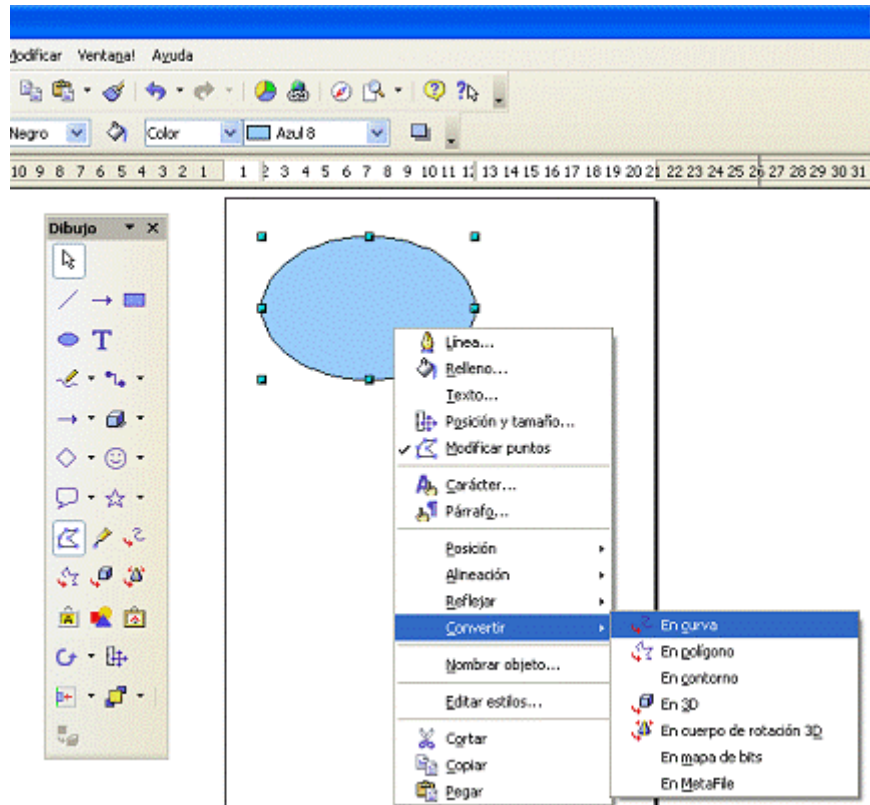 Modificar Ventana! Ayuda
Negro Color Azul 8
10 9 8 7 6 5 4 3 2 1 1 2 3 4 5 6 7 8 9 10 11 12 13 14 15 16 17 18 19 20 21 22 23 24 25 26 27 28 29 30 31
Dibujo
T
Línea...
Relleno...
Texto...
Posición y tamaño...
Modificar puntos
Carácter...
Párrafo...
Posición
Alineación
Reflejar
Convertir
En curva
En polígono
En contorno
En 3D
En cuerpo de rotación 3D
En mapa de bits
En MetaFile
Nombrar objeto...
Editar estilos...
Cortar
Copiar
Pegar